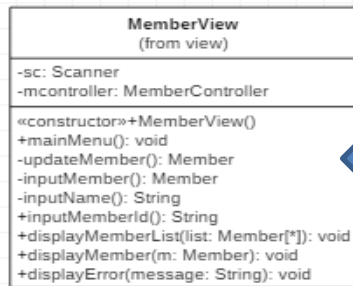 MemberView
(from view)
-sc: Scanner
-mcontroller: MemberController
«constructor»+MemberView()
+mainMenu(): void
-updateMember(): Member
-inputMember(): Member
-inputName(): String
+inputMemberId(): String
+displayMemberList(list: Member[*]): void
+displayMember(m: Member): void
+displayError(message: String): void